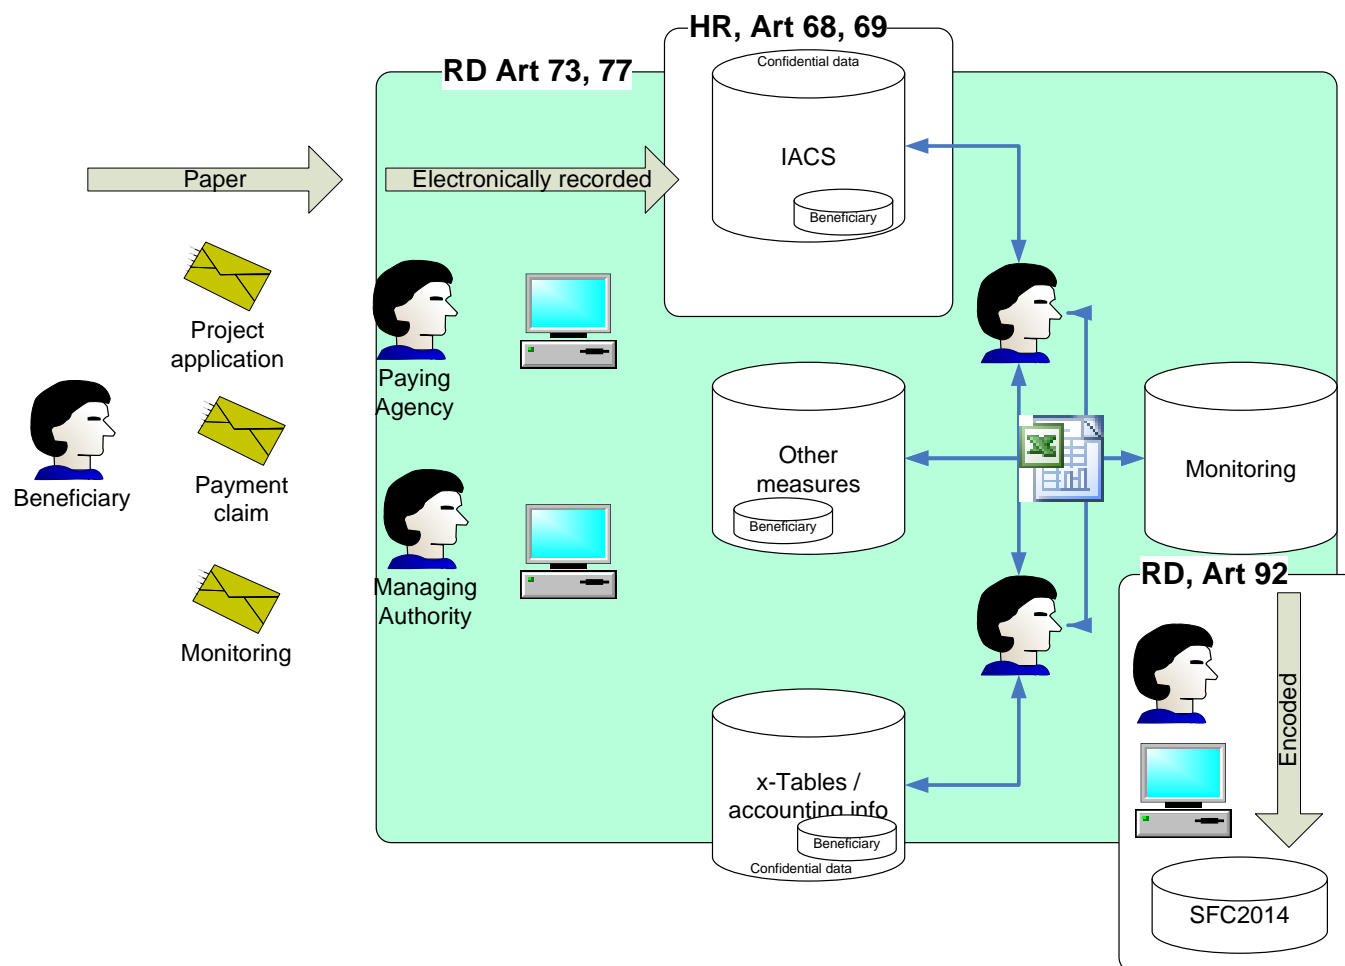 HR, Art 68, 69
RD Art 73, 77
Confidential data
IACS
Beneficiary
Paper
Electronically recorded
Project
application
Paying
Agency
Beneficiary
Payment
claim
Other
measures
Beneficiary
Monitoring
Managing
Authority
Monitoring
RD, Art 92
Encoded
x-Tables /
accounting info
Beneficiary
Confidential data
SFC2014